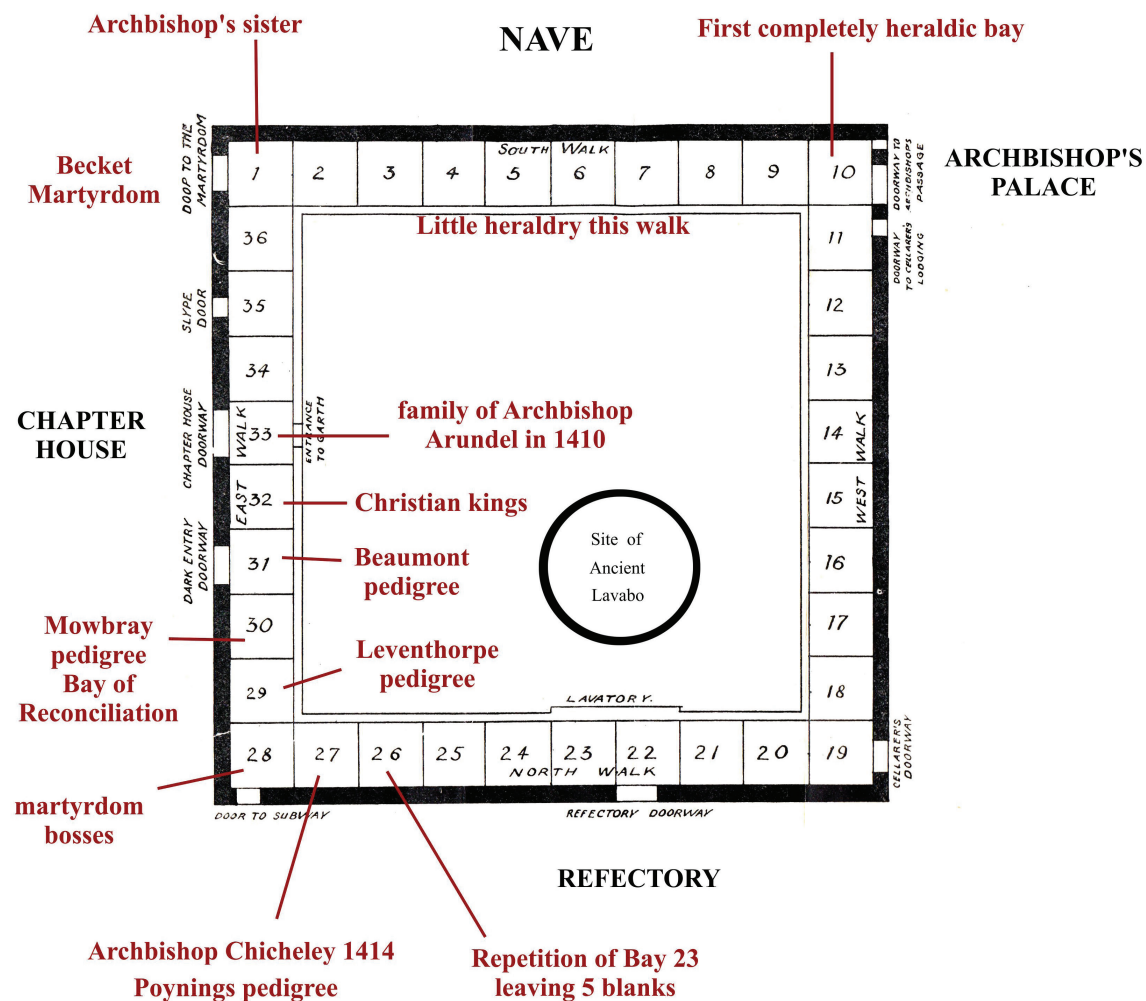 Archbishop's sister
NAVE
First completely heraldic bay
Becket
Martyrdom
DOOP TO THE
MARTYRDOM
SOUTH WALK
1 2 3 4 5 6 7 8 9 10
DOORWAY TO
ARCHBISHOP'S
PASSAGE
ARCHBISHOP'S
PALACE
Little heraldry this walk
36
11
DOORWAY
TO CELLARER'S
LODGING
SLYPE
DOOR
35
12
34
13
CHAPTER
HOUSE
CHAPTER HOUSE
DOORWAY
EAST WALK
33
ENTRANCE
TO GARTH
family of Archbishop
Arundel in 1410
14
WEST WALK
32
Christian kings
15
DARK ENTRY
DOORWAY
31
Beaumont
pedigree
Site of
Ancient
Lavabo
16
Mowbray
pedigree
Bay of
Reconciliation
30
17
29
Leventhorpe
pedigree
LAVATORY.
18
28 27 26 25 24 23 22 21 20 19
NORTH WALK
CELLARER'S
DOORWAY
martyrdom
bosses
DOOR TO SUBWAY
REFECTORY DOORWAY
REFECTORY
Archbishop Chicheley 1414
Poynings pedigree
Repetition of Bay 23
leaving 5 blanks